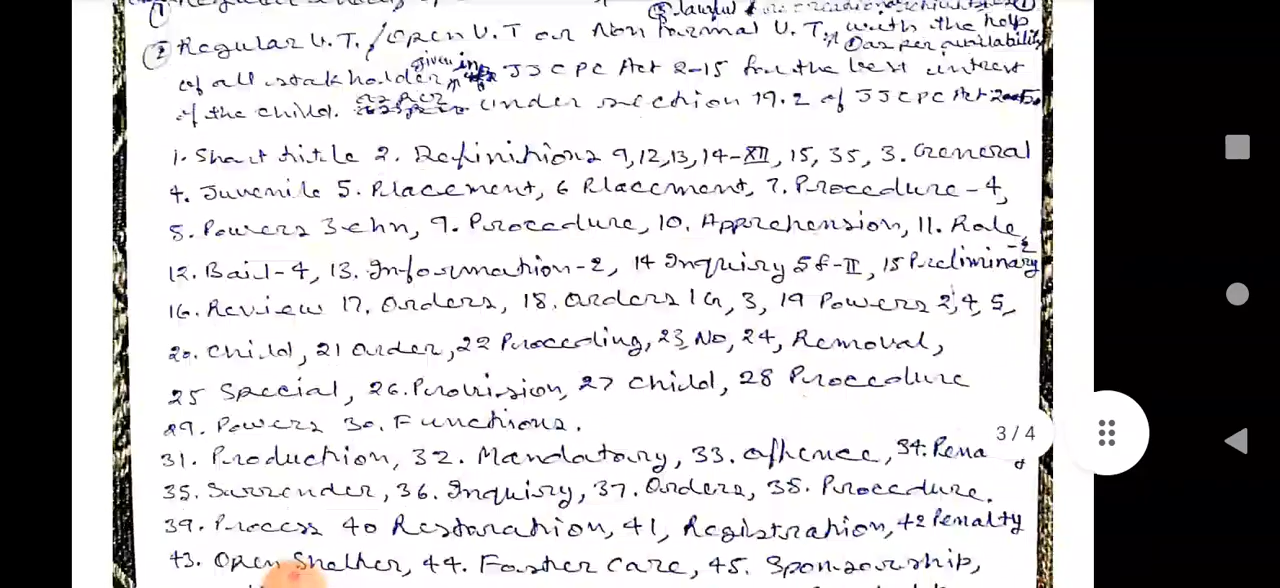 ② Regular U.T./Open U.T or Non Formal U.T, with the help
as per availability
of all stakholder given in JJCPC Act 2-15 for the best intrest
of the child. under section 19.2 of JJCPC Act
1. Short title 2. Definitions 9,12,13,14-XII, 15, 35, 3. General
4. Juvenile 5. Placement, 6 Placement, 7. Procedure-4,
8. Powers 3-chn, 9. Procedure, 10. Apprehension, 11. Role,
12. Bail-4, 13. Information-2, 14 Inquiry 5f-II, 15 Preliminary-2
16. Review 17. Orders, 18. Orders 1G, 3, 19 Powers 2,4,5,
20. Child, 21 Order, 22 Proceeding, 23 No, 24, Removal,
25 Special, 26. Provision, 27 Child, 28 Procedure
29. Powers 30. Functions.
31. Production, 32. Mandatory, 33. offence, 34. Pena
35. Surrender, 36. Inquiry, 37. Orders, 38. Procedure.
39. Process 40 Restoration, 41, Registration, 42 Penalty
43. Open Shelter, 44. Foster Care, 45. Sponsorship,
3/4